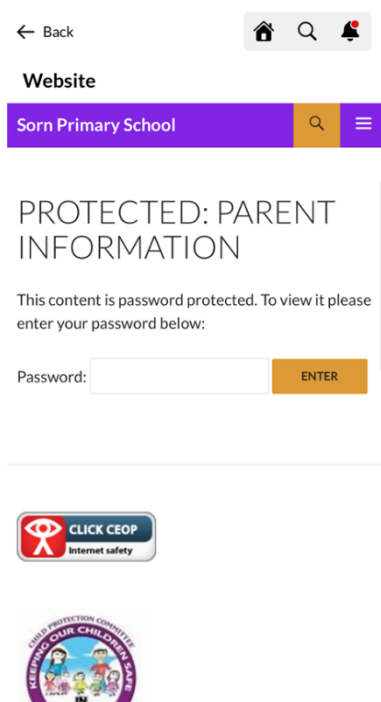 Back
Website
Sorn Primary School
PROTECTED: PARENT
INFORMATION
This content is password protected. To view it please
enter your password below:
Password:
ENTER
CLICK CEOP
Internet safety
CHILD PROTECTION COMMITTEE
KEEPING OUR CHILDREN SAFE
IN